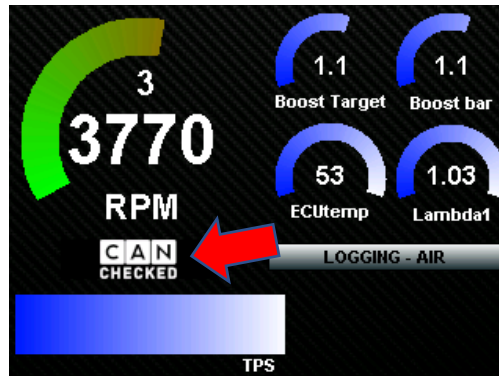 3
3770
RPM
CAN
CHECKED
1.1
Boost Target
1.1
Boost bar
53
ECUtemp
1.03
Lambda1
LOGGING - AIR
TPS